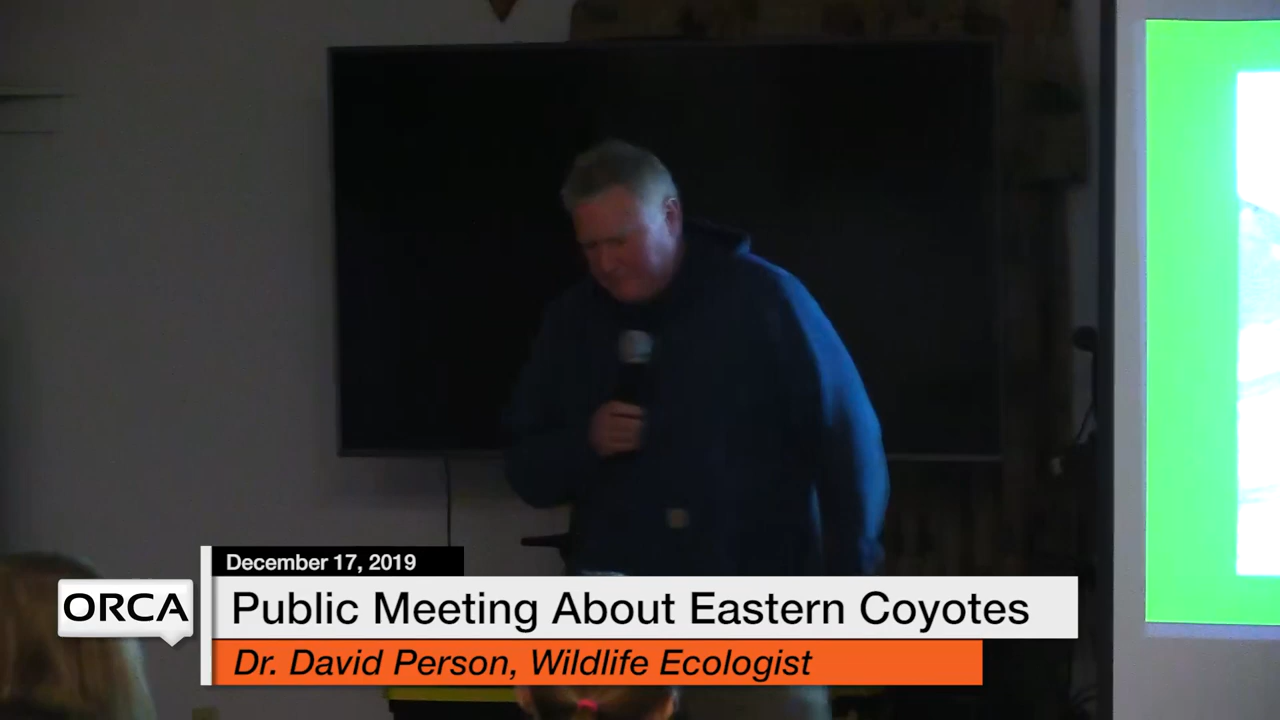 December 17, 2019
ORCA
Public Meeting About Eastern Coyotes
Dr. David Person, Wildlife Ecologist